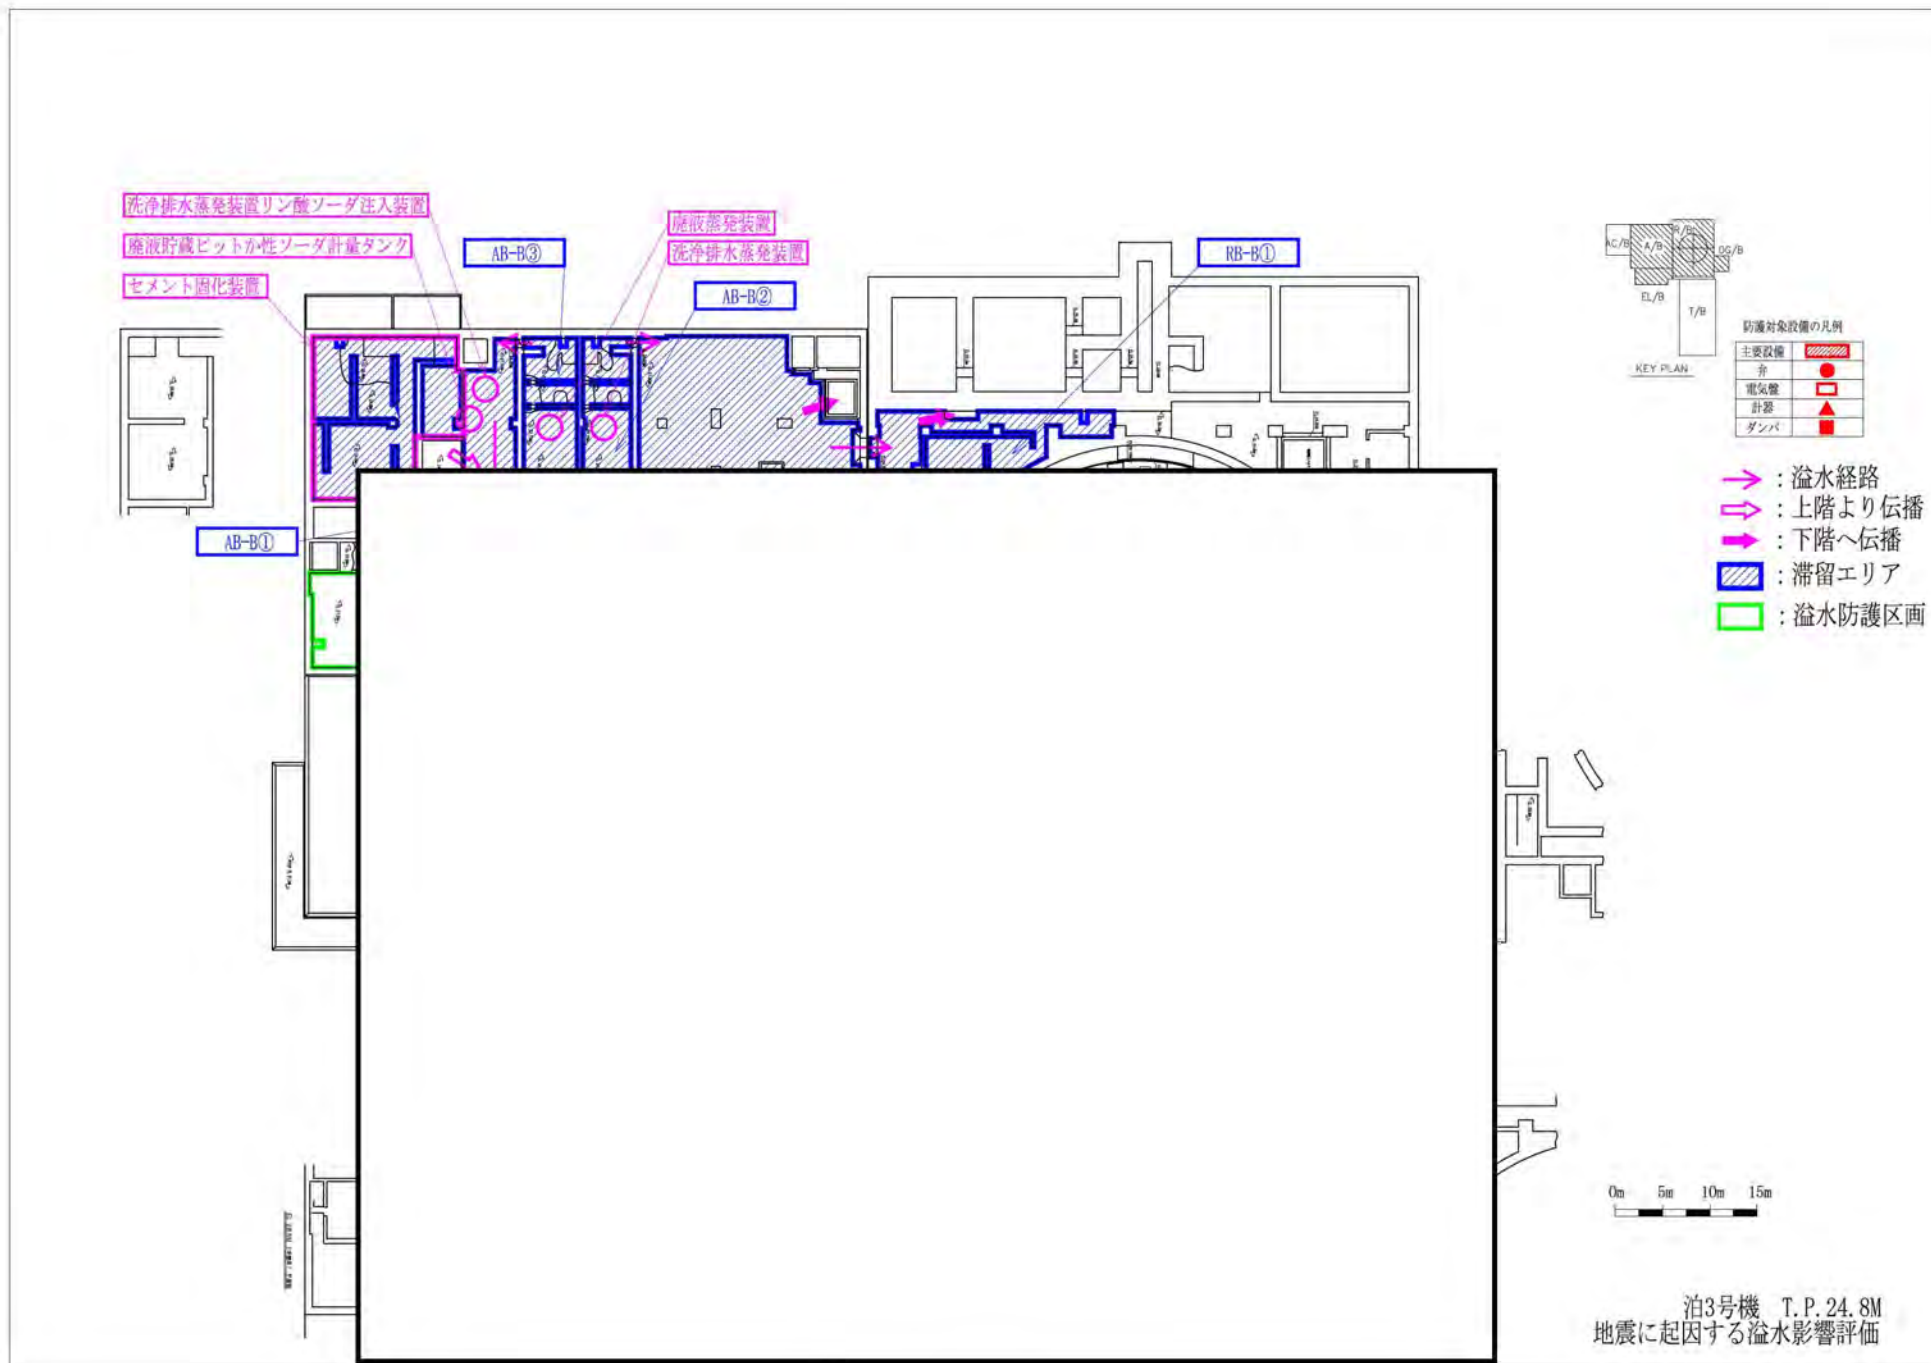 洗浄排水蒸発装置リン酸ソーダ注入装置
廃液貯蔵ピットか性ソーダ計量タンク
セメント固化装置
AB-B③
廃液蒸発装置
洗浄排水蒸発装置
AB-B②
RB-B①
AB-B①
AC/B
A/B
R/B
OG/B
EL/B
T/B
KEY PLAN
防護対象設備の凡例
主要設備
弁
電気盤
計器
ダンパ
：溢水経路
：上階より伝播
：下階へ伝播
：滞留エリア
：溢水防護区画
0m 5m 10m 15m
泊3号機 T.P.24.8M
地震に起因する溢水影響評価